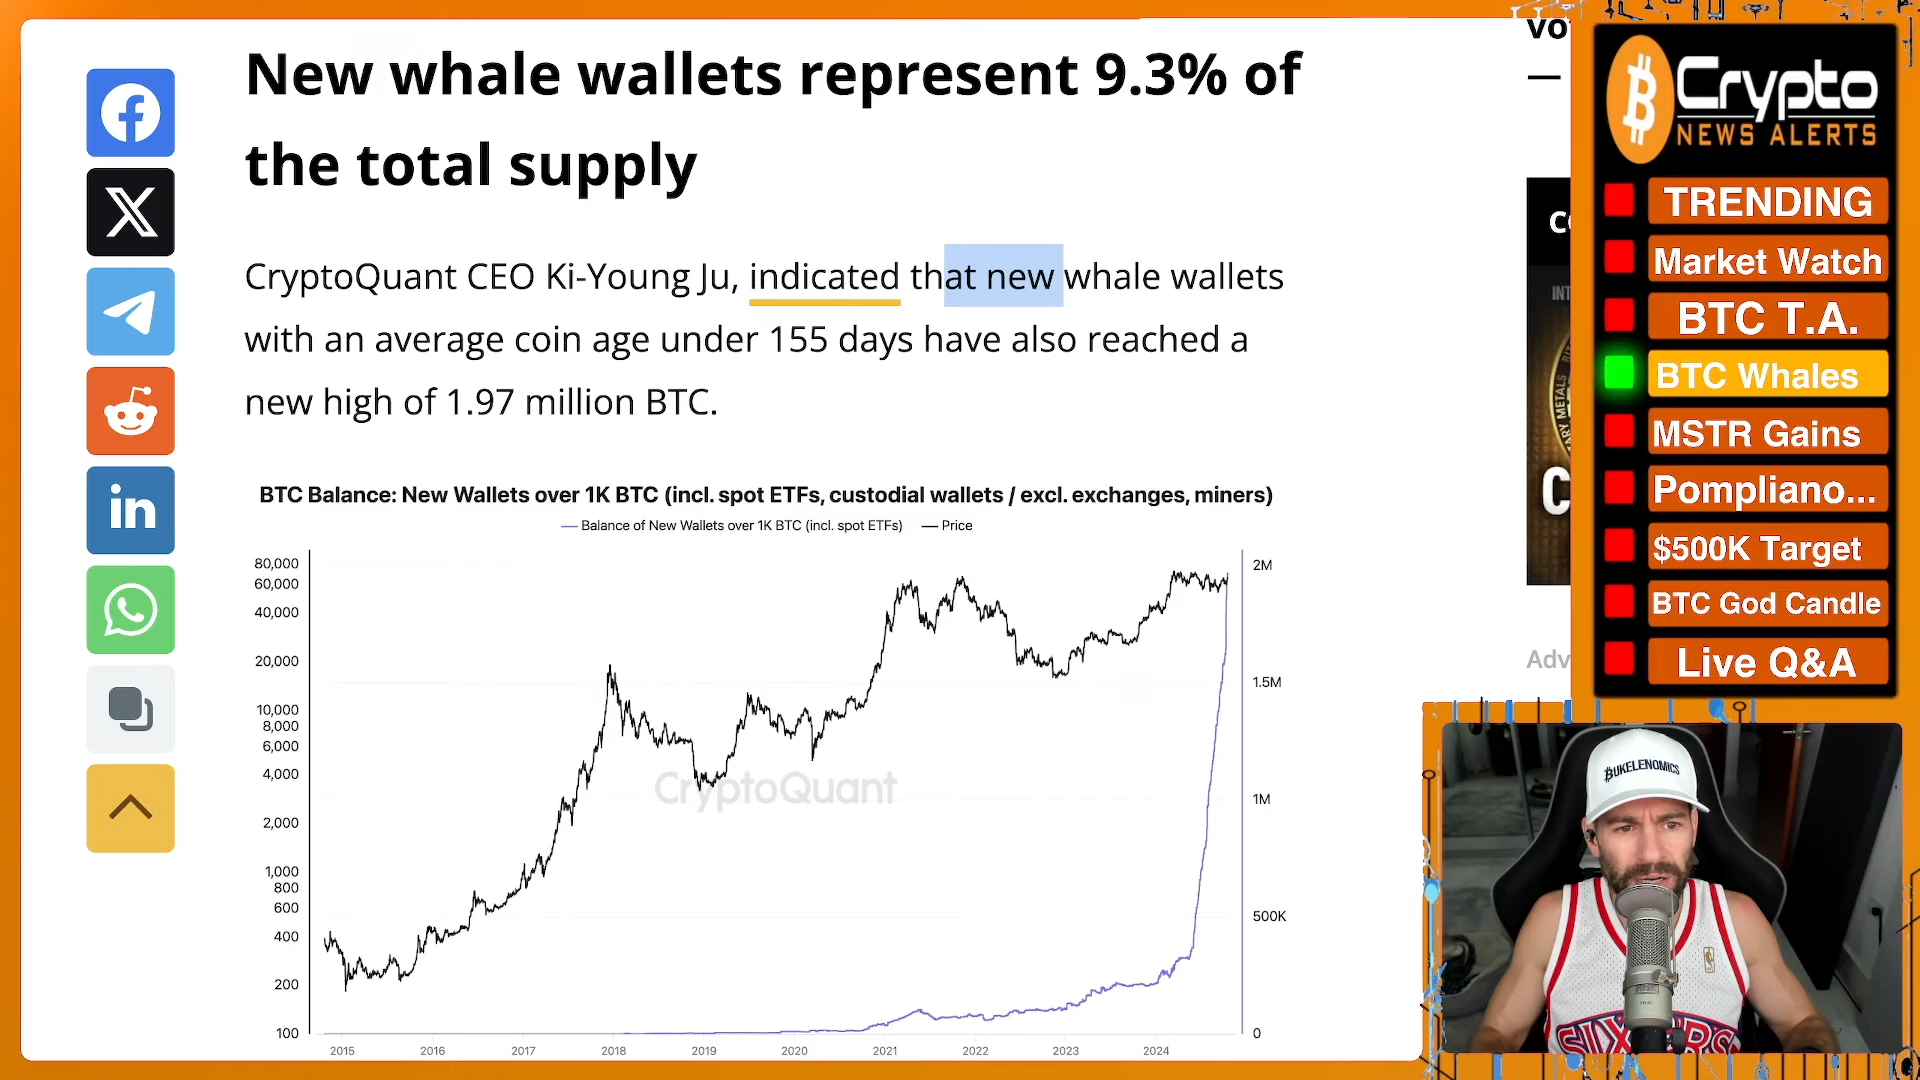 New whale wallets represent 9.3% of
the total supply
CryptoQuant CEO Ki-Young Ju, indicated that new whale wallets
with an average coin age under 155 days have also reached a
new high of 1.97 million BTC.
BTC Balance: New Wallets over 1K BTC (incl. spot ETFs, custodial wallets / excl. exchanges, miners)
Balance of New Wallets over 1K BTC (incl. spot ETFs)
Price
80,000
60,000
40,000
20,000
10,000
8,000
6,000
4,000
2,000
1,000
800
600
400
200
100
2M
1.5M
1M
500K
0
CryptoQuant
2015 2016 2017 2018 2019 2020 2021 2022 2023 2024
Adv
Crypto
NEWS ALERTS
TRENDING
Market Watch
BTC T.A.
BTC Whales
MSTR Gains
Pompliano...
$500K Target
BTC God Candle
Live Q&A
BUKELENOMICS
SIXERS